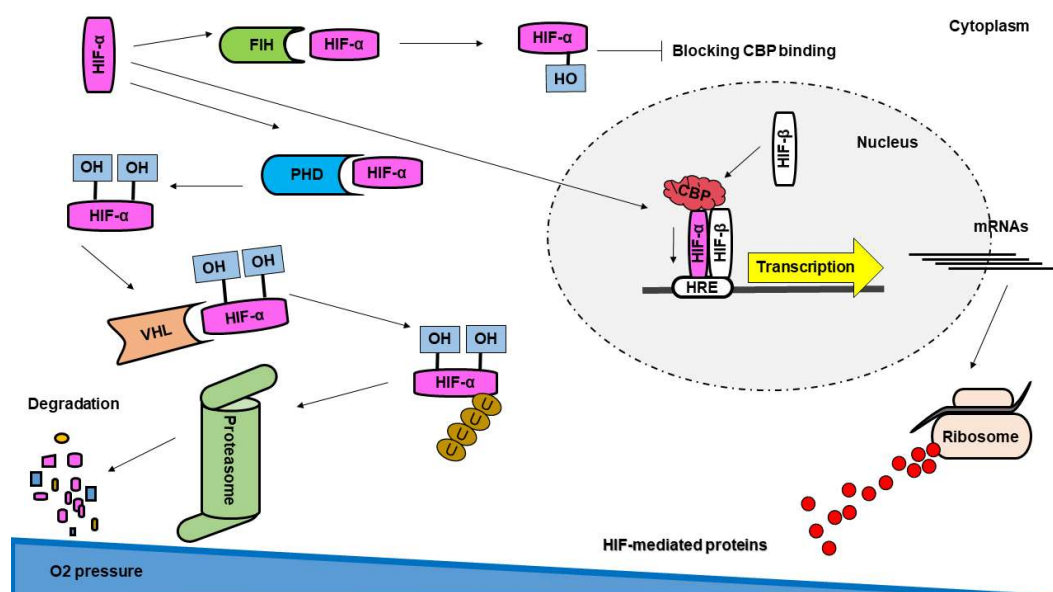 Cytoplasm
HIF-α
FIH
HIF-α
HIF-α
HO
Blocking CBP binding
Nucleus
HIF-β
OH
OH
HIF-α
PHD
HIF-α
CBP
HIF-α
HIF-β
HRE
Transcription
mRNAs
OH
OH
VHL
HIF-α
OH
OH
HIF-α
U
U
U
U
Degradation
Proteasome
Ribosome
HIF-mediated proteins
O2 pressure